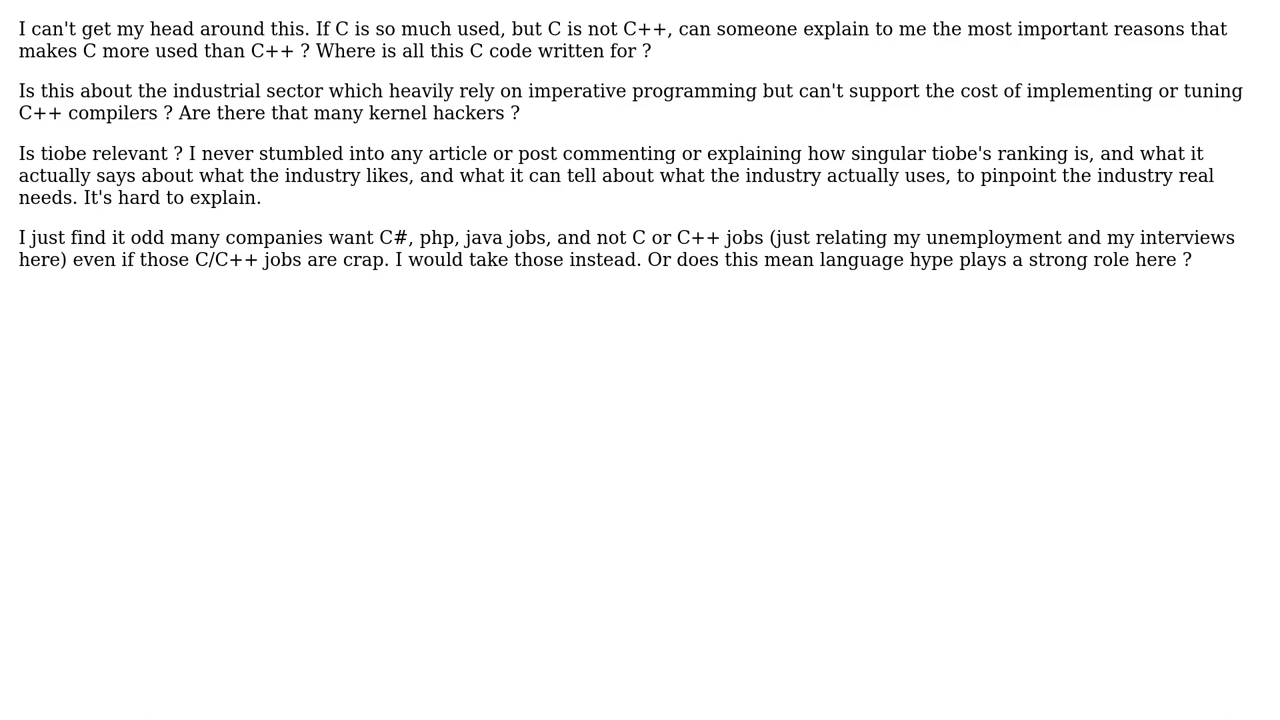 I can't get my head around this. If C is so much used, but C is not C++, can someone explain to me the most important reasons that
makes C more used than C++ ? Where is all this C code written for ?
Is this about the industrial sector which heavily rely on imperative programming but can't support the cost of implementing or tuning
C++ compilers ? Are there that many kernel hackers ?
Is tiobe relevant ? I never stumbled into any article or post commenting or explaining how singular tiobe's ranking is, and what it
actually says about what the industry likes, and what it can tell about what the industry actually uses, to pinpoint the industry real
needs. It's hard to explain.
I just find it odd many companies want C#, php, java jobs, and not C or C++ jobs (just relating my unemployment and my interviews
here) even if those C/C++ jobs are crap. I would take those instead. Or does this mean language hype plays a strong role here ?